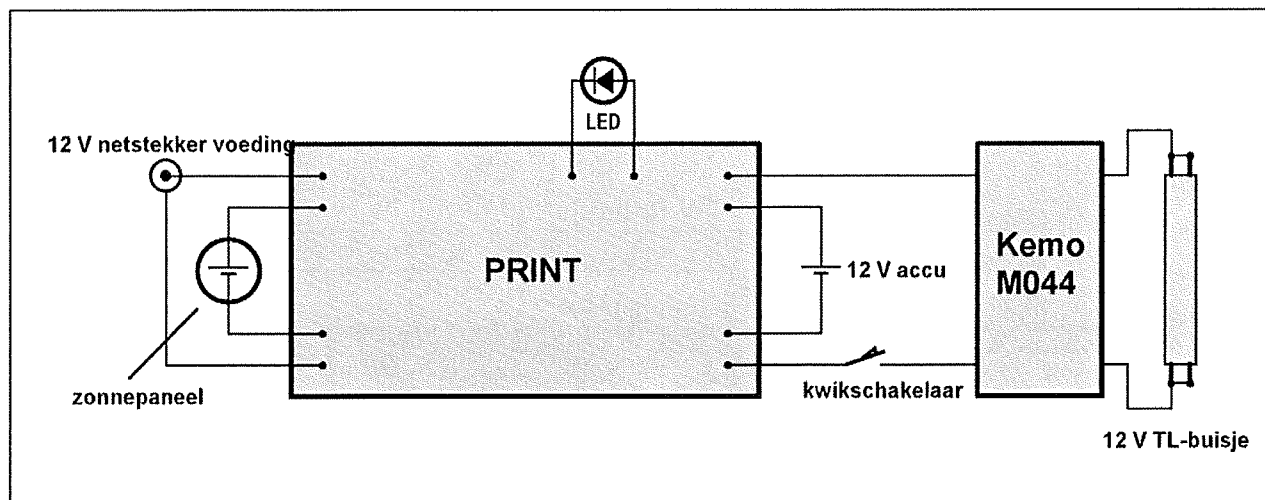 LED
12 V netstekker voeding
PRINT
12 V accu
Kemo
M044
zonnepaneel
kwikschakelaar
12 V TL-buisje